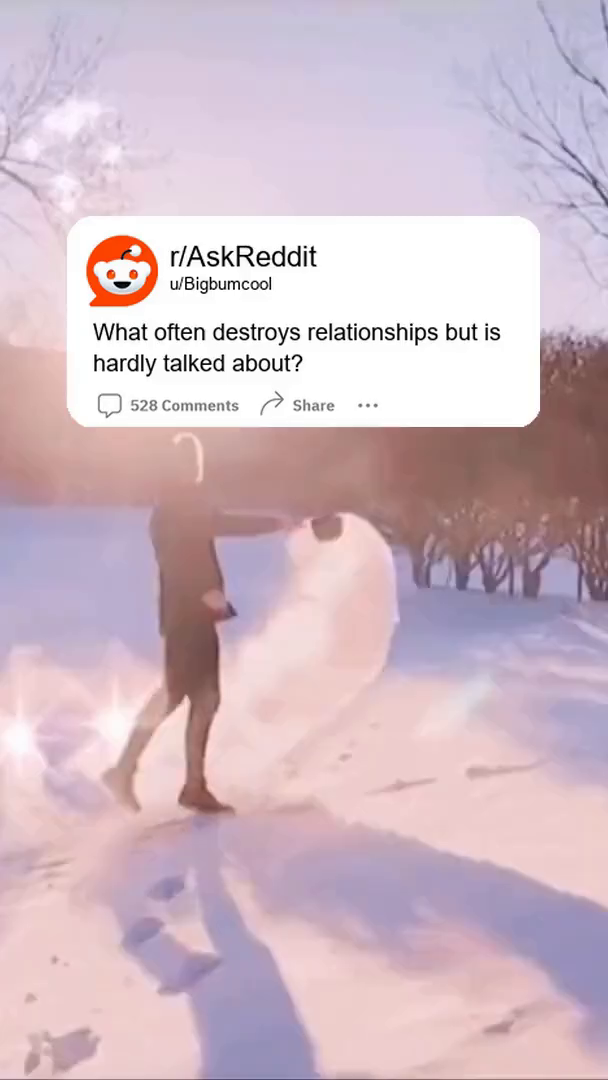 r/AskReddit
u/Bigbumcool
What often destroys relationships but is
hardly talked about?
528 Comments Share